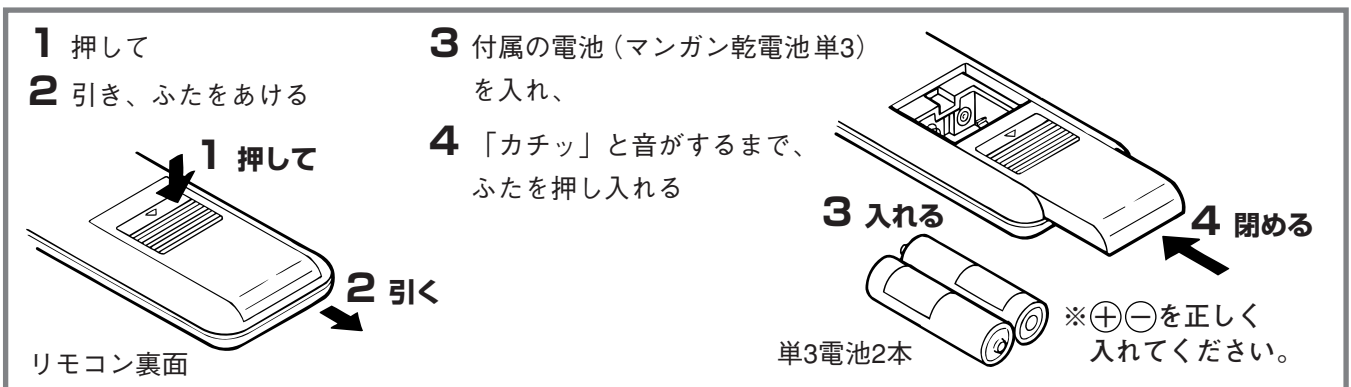 1 押して
2 引き、ふたをあける
1 押して
2 引く
リモコン裏面
3 付属の電池（マンガン乾電池単3）
を入れ、
4 「カチッ」と音がするまで、
ふたを押し入れる
3 入れる
4 閉める
単3電池2本
※⊕⊖を正しく
入れてください。